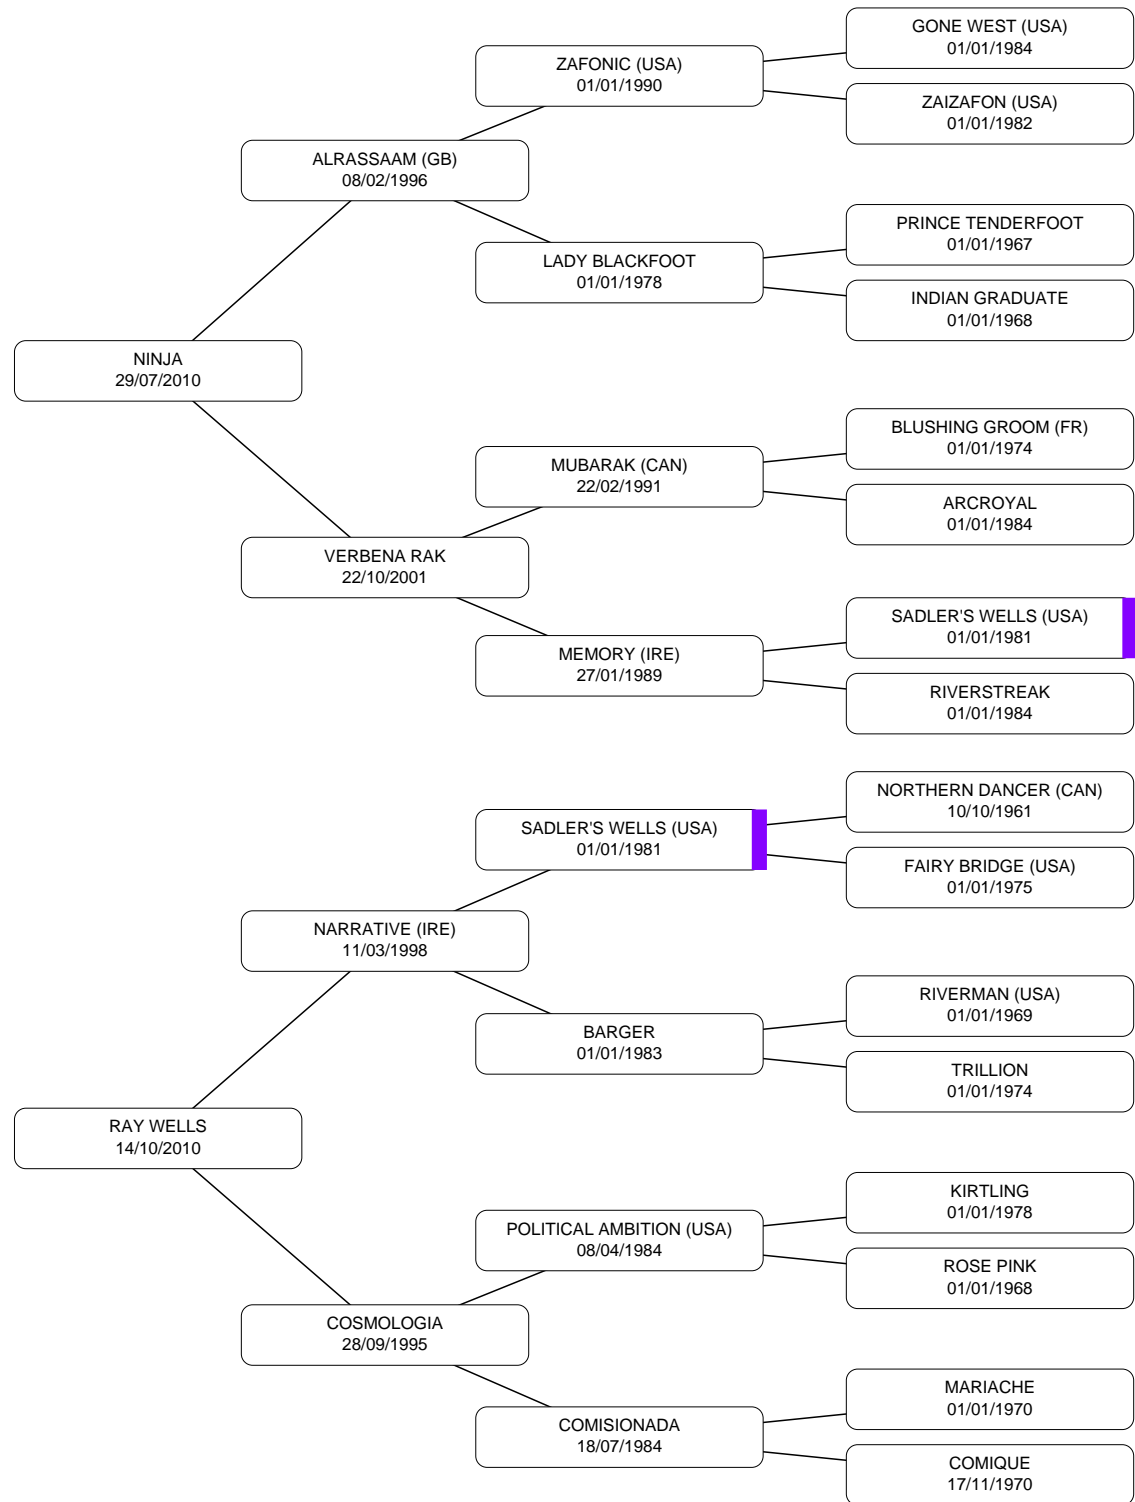 GONE WEST (USA)
01/01/1984
ZAFONIC (USA)
01/01/1990
ZAIZAFON (USA)
01/01/1982
ALRASSAAM (GB)
08/02/1996
PRINCE TENDERFOOT
01/01/1967
LADY BLACKFOOT
01/01/1978
INDIAN GRADUATE
01/01/1968
NINJA
29/07/2010
BLUSHING GROOM (FR)
01/01/1974
MUBARAK (CAN)
22/02/1991
ARCROYAL
01/01/1984
VERBENA RAK
22/10/2001
SADLER'S WELLS (USA)
01/01/1981
MEMORY (IRE)
27/01/1989
RIVERSTREAK
01/01/1984
NORTHERN DANCER (CAN)
10/10/1961
SADLER'S WELLS (USA)
01/01/1981
FAIRY BRIDGE (USA)
01/01/1975
NARRATIVE (IRE)
11/03/1998
RIVERMAN (USA)
01/01/1969
BARGER
01/01/1983
TRILLION
01/01/1974
RAY WELLS
14/10/2010
KIRTLING
01/01/1978
POLITICAL AMBITION (USA)
08/04/1984
ROSE PINK
01/01/1968
COSMOLOGIA
28/09/1995
MARIACHE
01/01/1970
COMISIONADA
18/07/1984
COMIQUE
17/11/1970